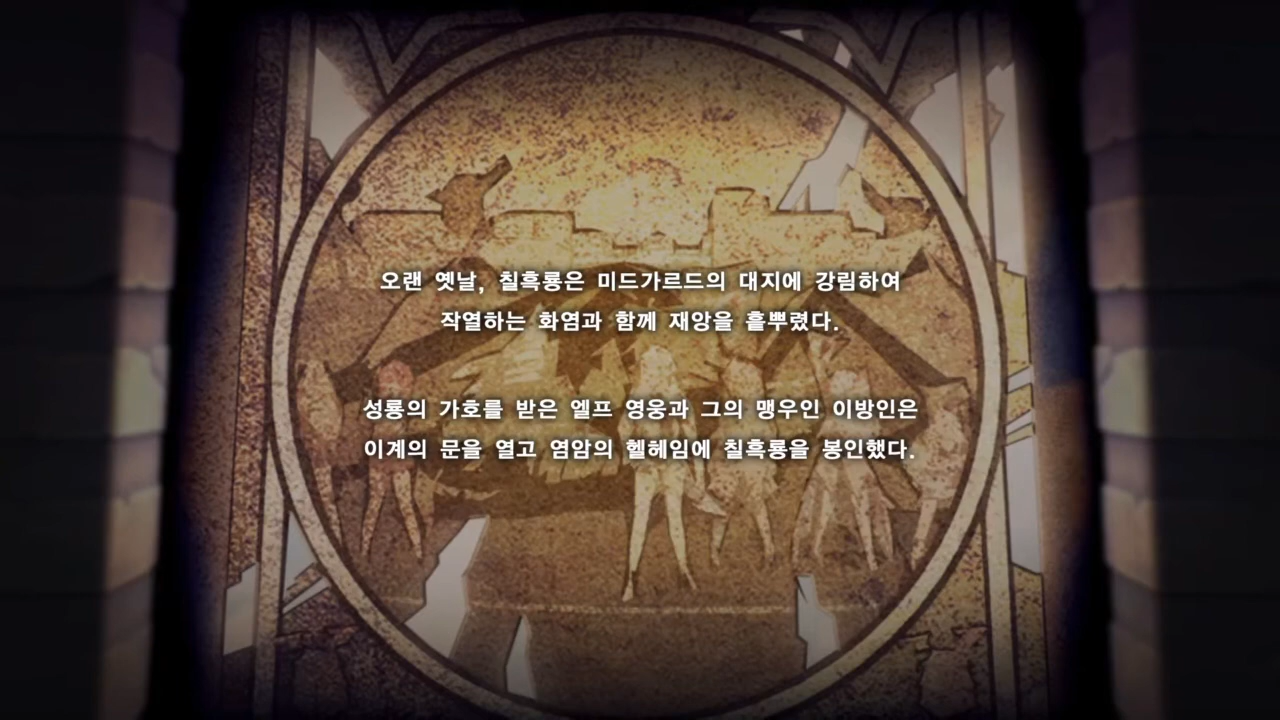 오랜 옛날, 칠흑룡은 미드가르드의 대지에 강림하여
작열하는 화염과 함께 재앙을 흩뿌렸다.
성룡의 가호를 받은 엘프 영웅과 그의 맹우인 이방인은
이계의 문을 열고 염암의 헬헤임에 칠흑룡을 봉인했다.